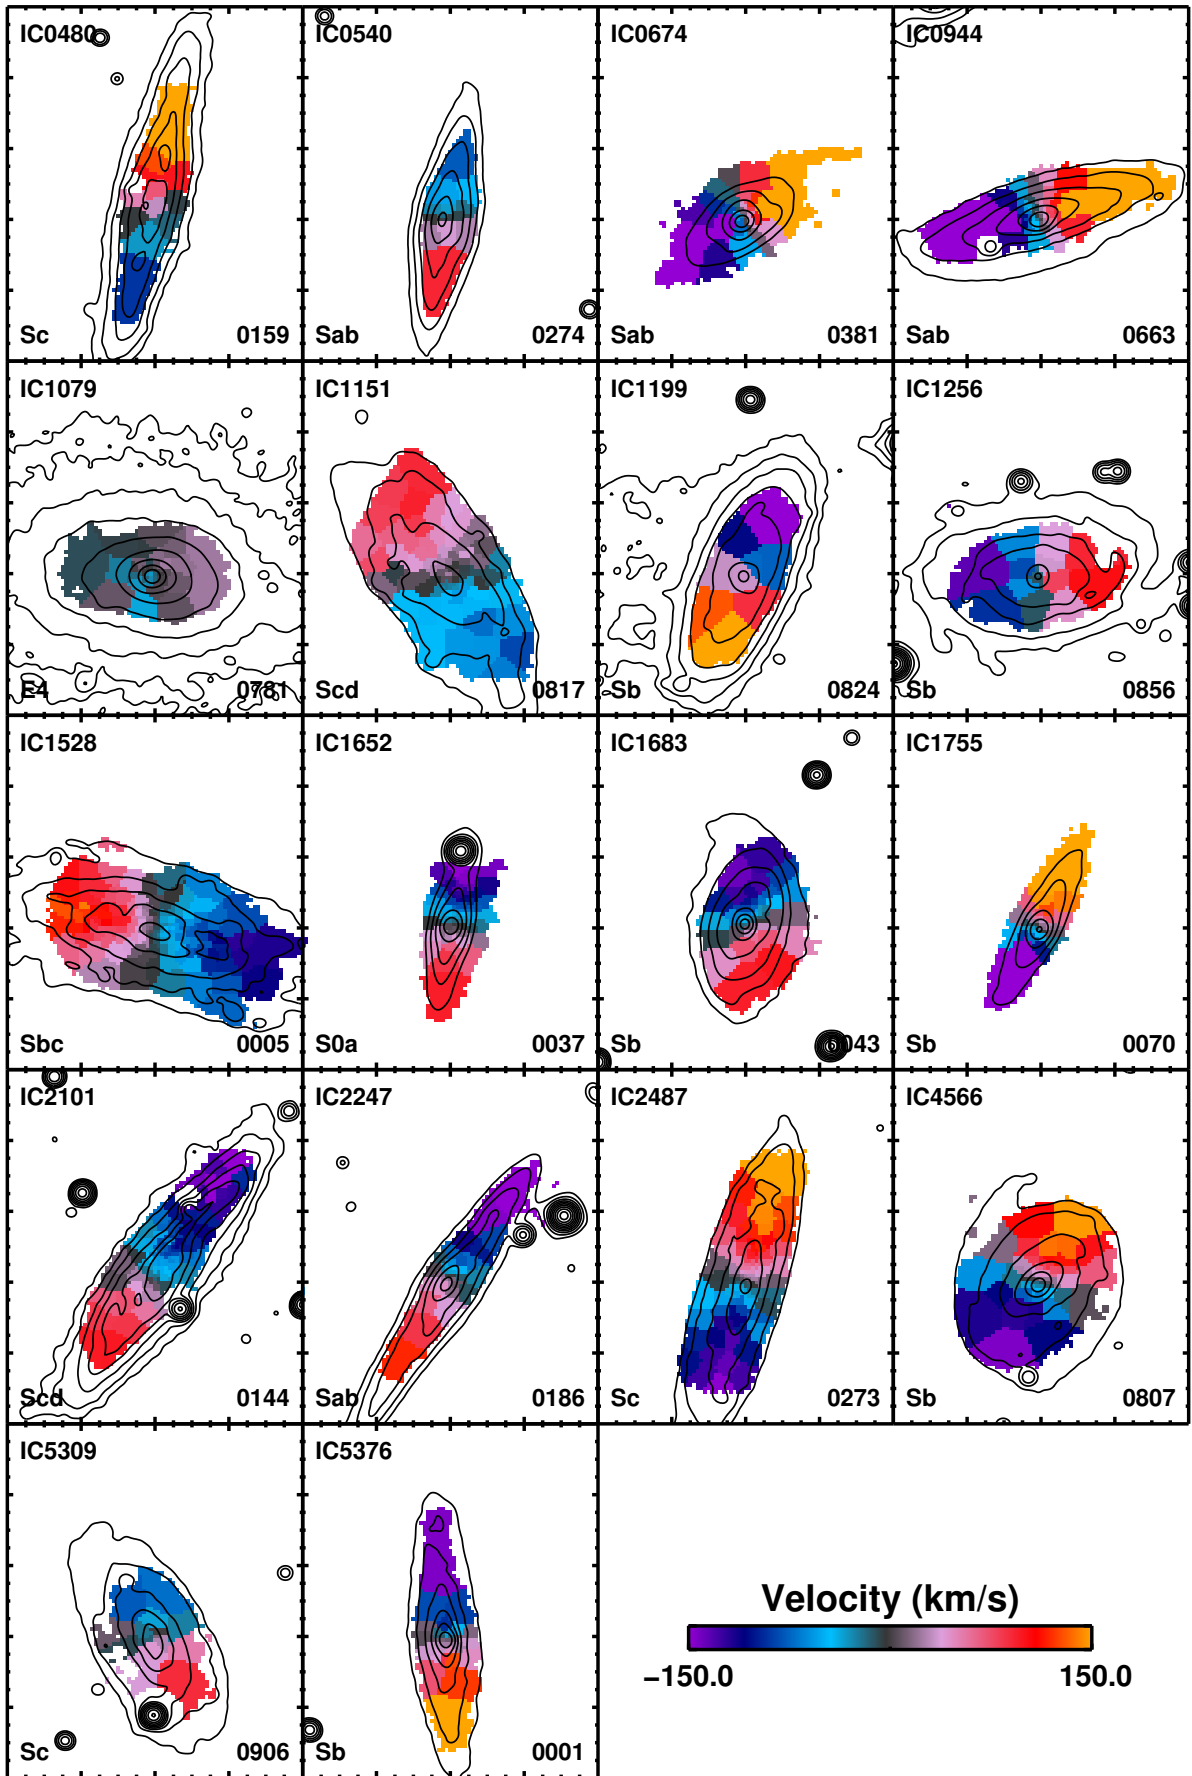 IC0480 IC0540 IC0674 IC0944
Sc 0159 Sab 0274 Sab 0381 Sab 0663
IC1079 IC1151 IC1199 IC1256
E4 0781 Scd 0817 Sb 0824 Sb 0856
IC1528 IC1652 IC1683 IC1755
Sbc 0005 S0a 0037 Sb 0043 Sb 0070
IC2101 IC2247 IC2487 IC4566
Scd 0144 Sab 0186 Sc 0273 Sb 0807
IC5309 IC5376
Velocity (km/s)
−150.0 150.0
Sc 0906 Sb 0001